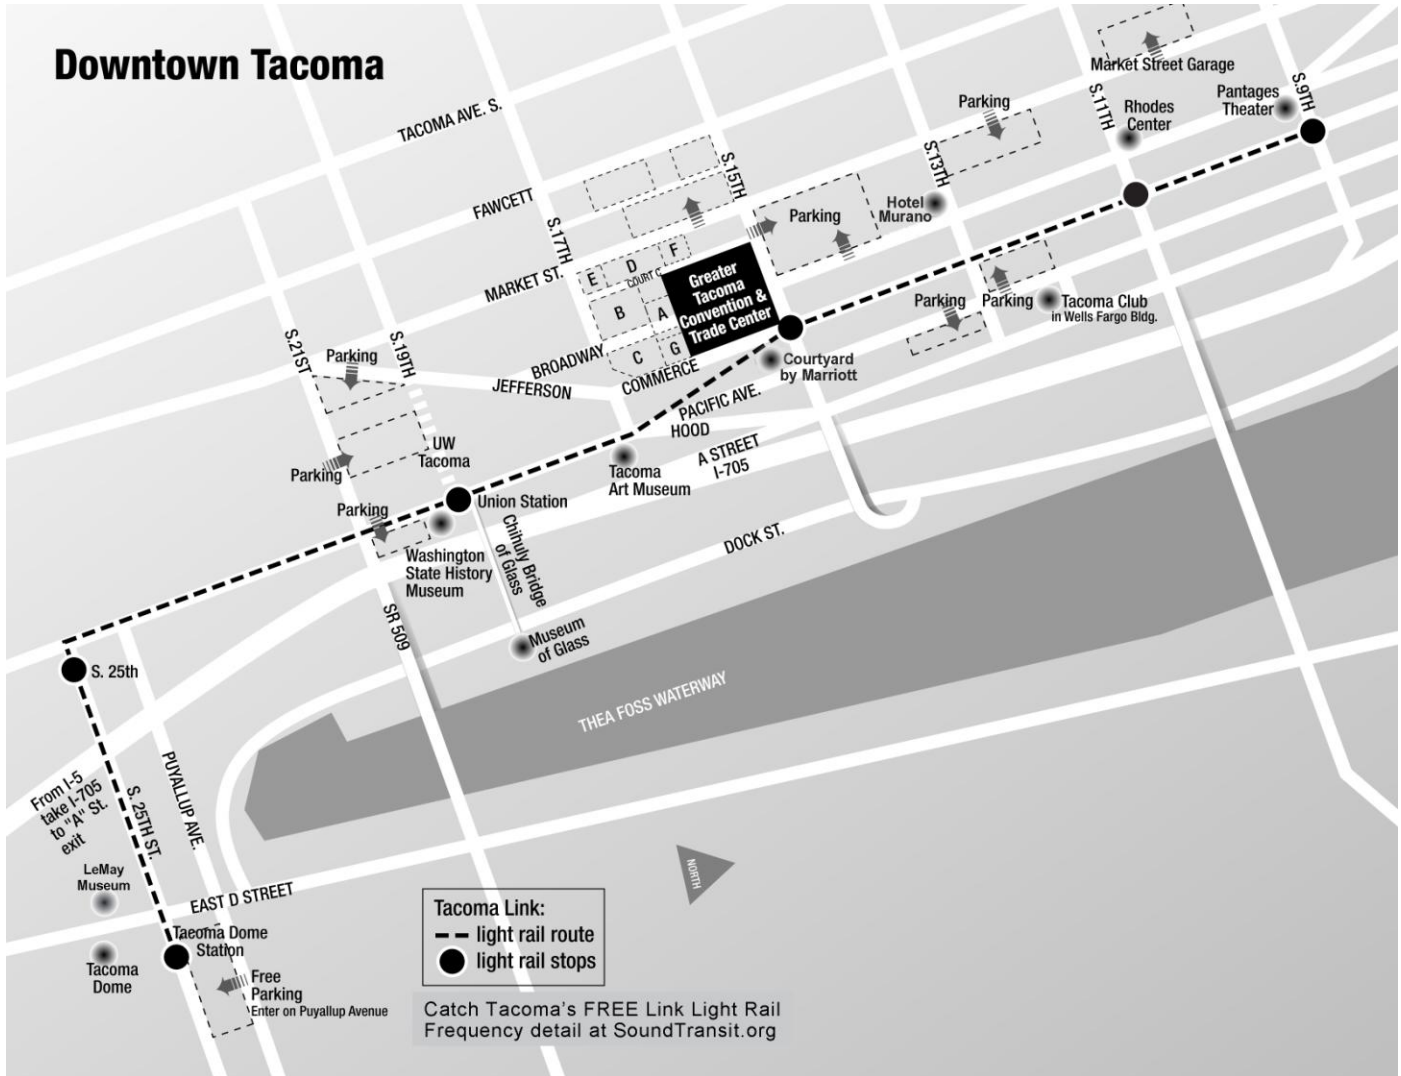 Downtown Tacoma
TACOMA AVE. S.
FAWCETT
MARKET ST.
BROADWAY
JEFFERSON
COMMERCE
PACIFIC AVE.
HOOD
A STREET
I-705
DOCK ST.
S.21ST
S.19TH
S.17TH
S.15TH
S.13TH
S.11TH
S.9TH
Market Street Garage
Pantages
Theater
Rhodes
Center
Parking
Hotel
Murano
Parking
E
D
F
COURT C
B
A
C
G
Greater
Tacoma
Convention &
Trade Center
Parking
Parking
Tacoma Club
in Wells Fargo Bldg.
Courtyard
by Marriott
Parking
UW
Tacoma
Parking
Parking
Tacoma
Art Museum
Union Station
Washington
State History
Museum
Chihuly Bridge
of Glass
Museum
of Glass
SR 509
THEA FOSS WATERWAY
S. 25th
From I-5
take I-705
to "A" St.
exit
S. 25TH ST.
PUYALLUP AVE.
LeMay
Museum
EAST D STREET
Tacoma Dome
Station
Tacoma
Dome
Free
Parking
Enter on Puyallup Avenue
NORTH
Tacoma Link:
light rail route
light rail stops
Catch Tacoma's FREE Link Light Rail
Frequency detail at SoundTransit.org